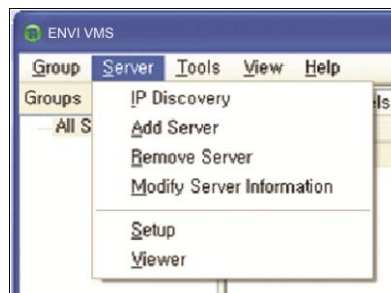 ENVI VMS
Group Server Tools View Help
Groups
All S
IP Discovery
Add Server
Remove Server
Modify Server Information
Setup
Viewer